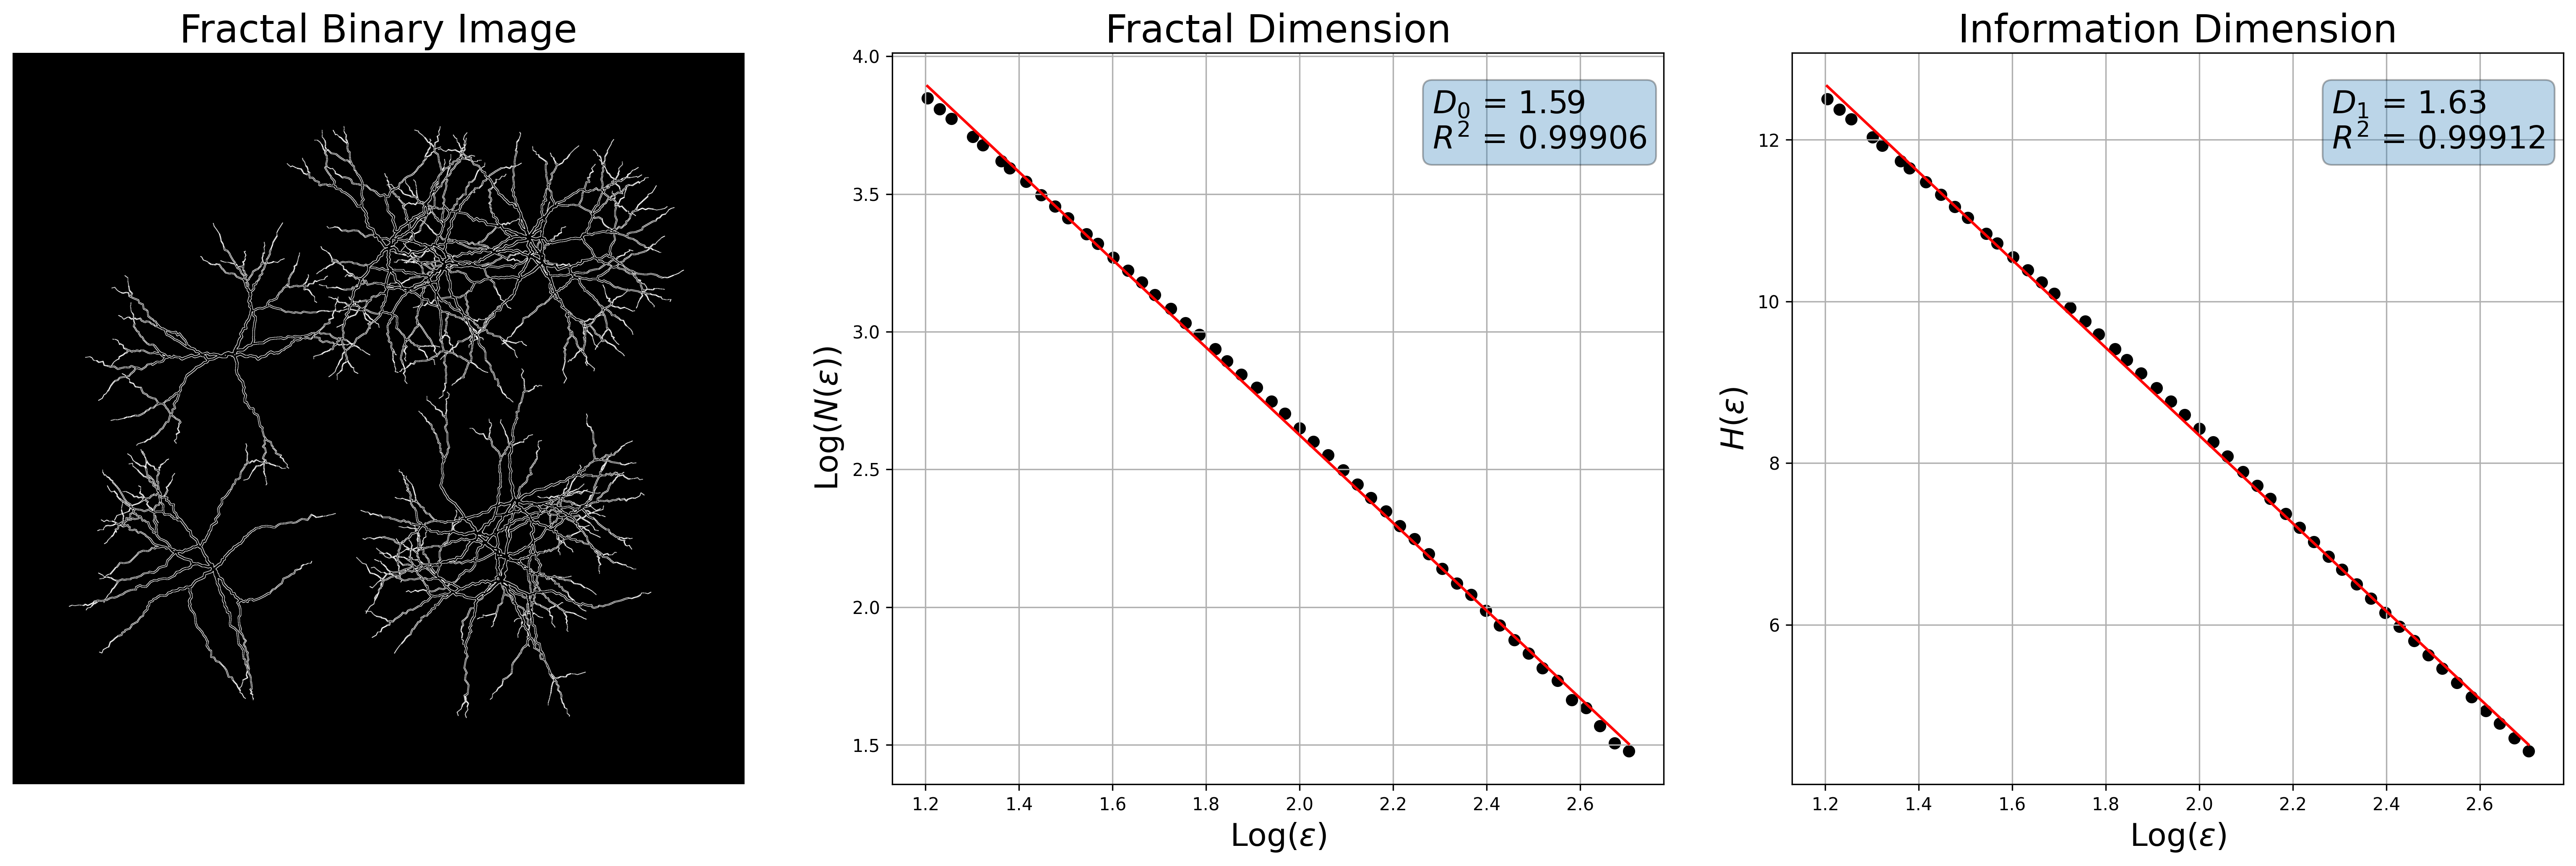 Fractal Binary Image
Fractal Dimension
4.0
3.5
3.0
2.5
2.0
1.5
Log(N(ε))
D₀ = 1.59
R² = 0.99906
1.2 1.4 1.6 1.8 2.0 2.2 2.4 2.6
Log(ε)
Information Dimension
12
10
8
6
H(ε)
D₁ = 1.63
R² = 0.99912
1.2 1.4 1.6 1.8 2.0 2.2 2.4 2.6
Log(ε)